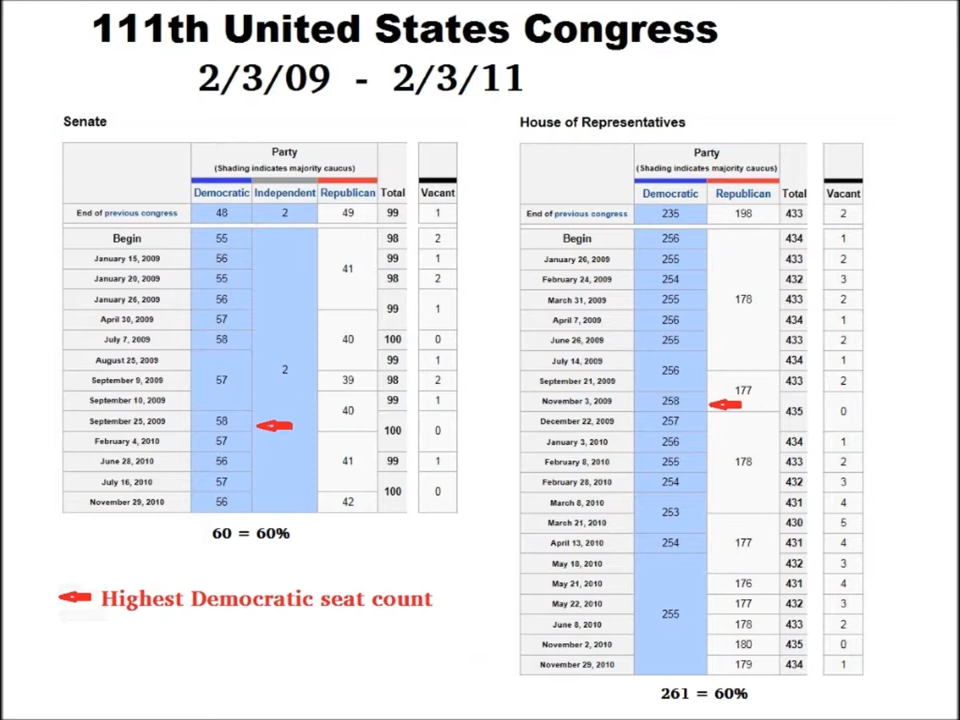 111th United States Congress
2/3/09 - 2/3/11
Senate
Party
(Shading indicates majority caucus)
Democratic Independent Republican Total Vacant
End of previous congress 48 2 49 99 1
Begin 55 98 2
January 15, 2009 56 99 1
41
January 20, 2009 55 98 2
January 26, 2009 56
99 1
April 30, 2009 57
July 7, 2009 58 40 100 0
August 25, 2009 99 1
2
September 9, 2009 57 39 98 2
September 10, 2009 99 1
40
September 25, 2009 58
100 0
February 4, 2010 57
June 28, 2010 56 41 99 1
July 16, 2010 57
100 0
November 29, 2010 56 42
60 = 60%
Highest Democratic seat count
House of Representatives
Party
(Shading indicates majority caucus)
Democratic Republican Total Vacant
End of previous congress 235 198 433 2
Begin 256 434 1
January 26, 2009 255 433 2
February 24, 2009 254 432 3
March 31, 2009 255 178 433 2
April 7, 2009 256 434 1
June 26, 2009 255 433 2
July 14, 2009 434 1
256
September 21, 2009 433 2
177
November 3, 2009 258
435 0
December 22, 2009 257
January 3, 2010 256 434 1
February 8, 2010 255 178 433 2
February 28, 2010 254 432 3
March 8, 2010 431 4
253
March 21, 2010 430 5
April 13, 2010 254 177 431 4
May 18, 2010 432 3
May 21, 2010 176 431 4
May 22, 2010 177 432 3
255
June 8, 2010 178 433 2
November 2, 2010 180 435 0
November 29, 2010 179 434 1
261 = 60%